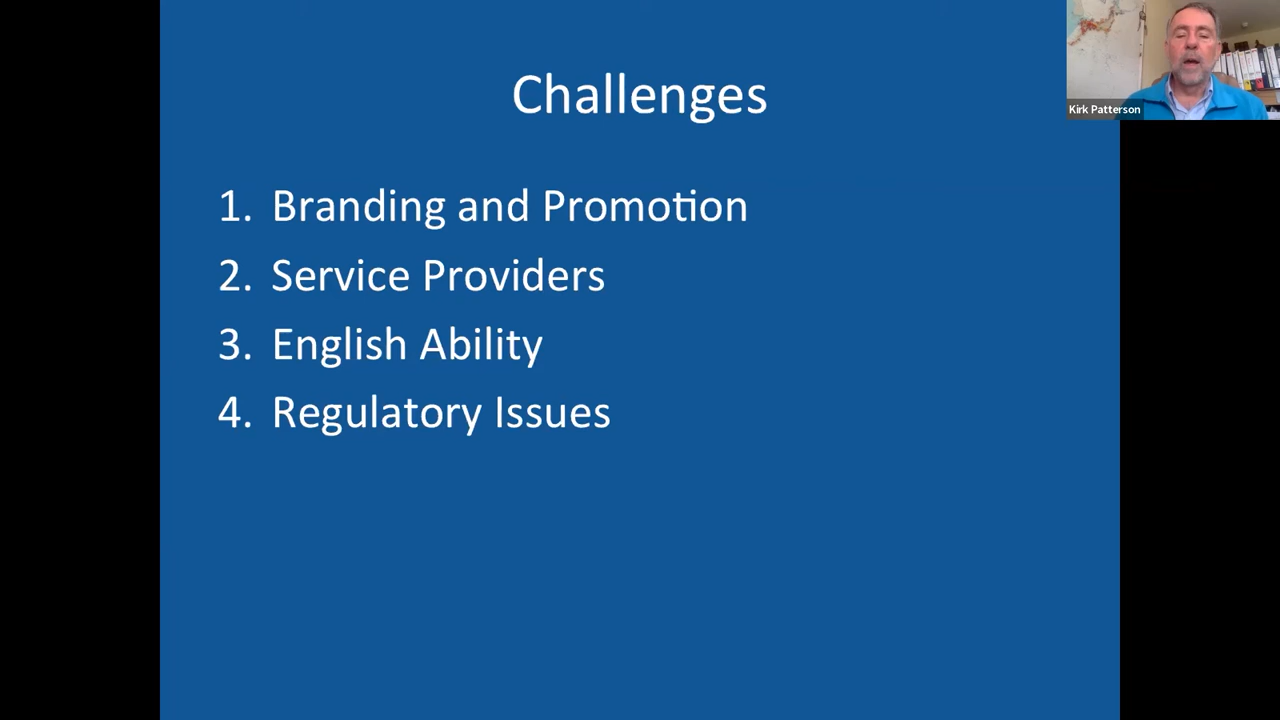 Challenges
1. Branding and Promotion
2. Service Providers
3. English Ability
4. Regulatory Issues
Kirk Patterson